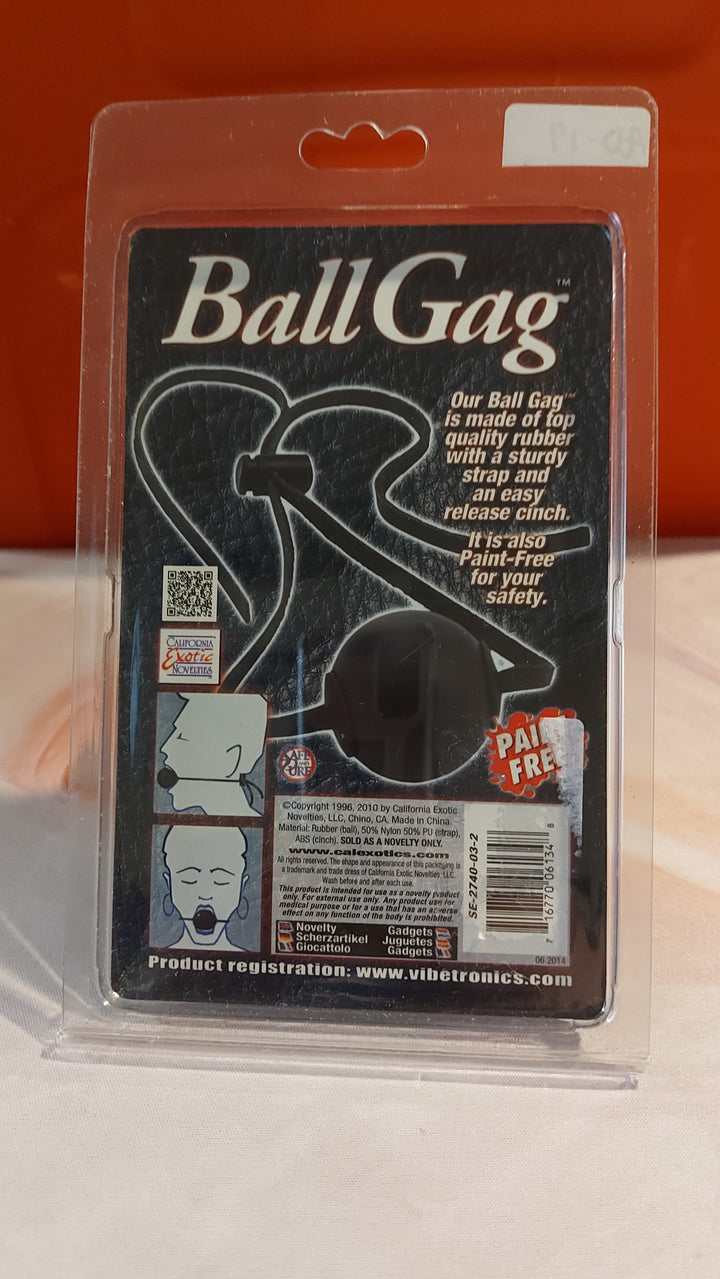 AD-19
Ball Gag™
Our Ball Gag™
is made of top
quality rubber
with a sturdy
strap and
an easy
release cinch.
It is also
Paint-Free
for your
safety.
CALIFORNIA
Exotic
NOVELTIES
SAFE
AND
PURE
©Copyright 1996, 2010 by California Exotic
Novelties, LLC, Chino, CA. Made in China.
Material: Rubber (ball), 50% Nylon 50% PU (strap),
ABS (cinch). SOLD AS A NOVELTY ONLY.
www.calexotics.com
All rights reserved. The shape and appearance of this packaging is
a trademark and trade dress of California Exotic Novelties, LLC.
Wash before and after each use.
This product is intended for use as a novelty product
only. For external use only. Any product use for
medical purpose or for a use that has an adverse
effect on any function of the body is prohibited.
Novelty Gadgets
Scherzartikel Juguetes
Giocattolo Gadgets
SE-2740-03-2
7 16770 06134 8
06.2014
Product registration: www.vibetronics.com